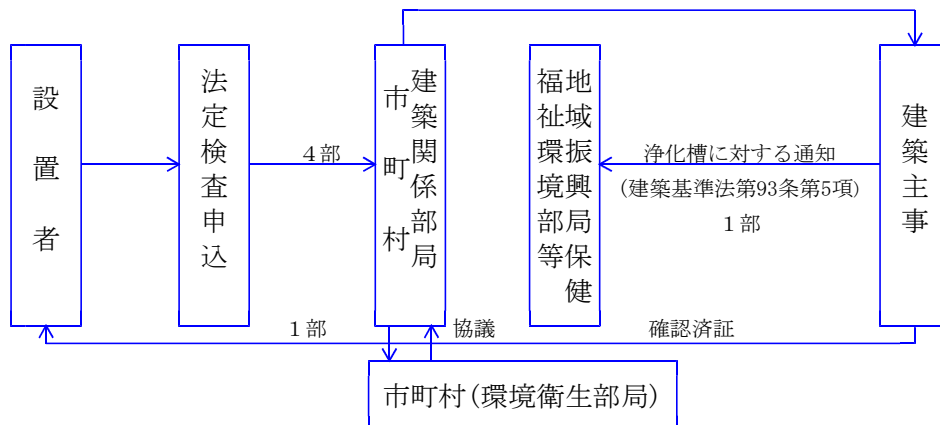 設置者
法定検査申込
4部
市町村
建築関係部局
地域振興局保健
福祉環境部等
浄化槽に対する通知
(建築基準法第93条第5項)
1部
建築主事
1部
協議
確認済証
市町村(環境衛生部局)